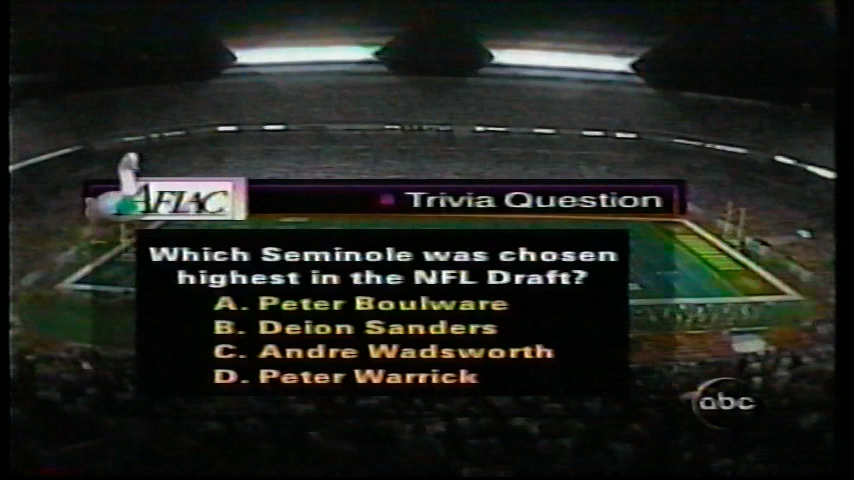 AFLAC
Trivia Question
Which Seminole was chosen
highest in the NFL Draft?
A. Peter Boulware
B. Deion Sanders
C. Andre Wadsworth
D. Peter Warrick
abc